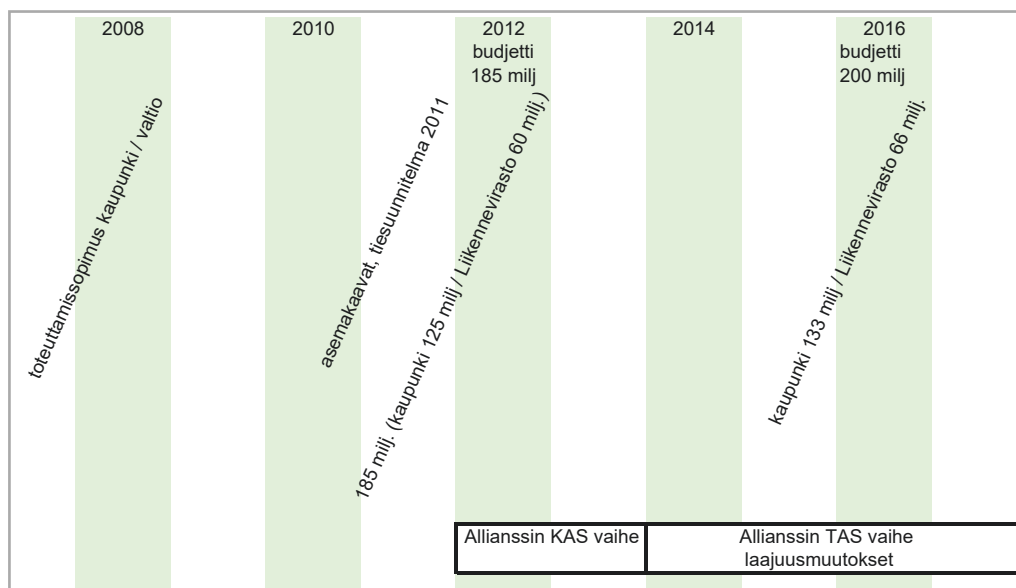 2008
2010
2012
budjetti
185 milj
2014
2016
budjetti
200 milj
toteuttamissopimus kaupunki / valtio
asemakaavat, tiesuunnitelma 2011
185 milj. (kaupunki 125 milj / Liikennevirasto 60 milj.)
kaupunki 133 milj / Liikennevirasto 66 milj.
Allianssin KAS vaihe
Allianssin TAS vaihe
laajuusmuutokset